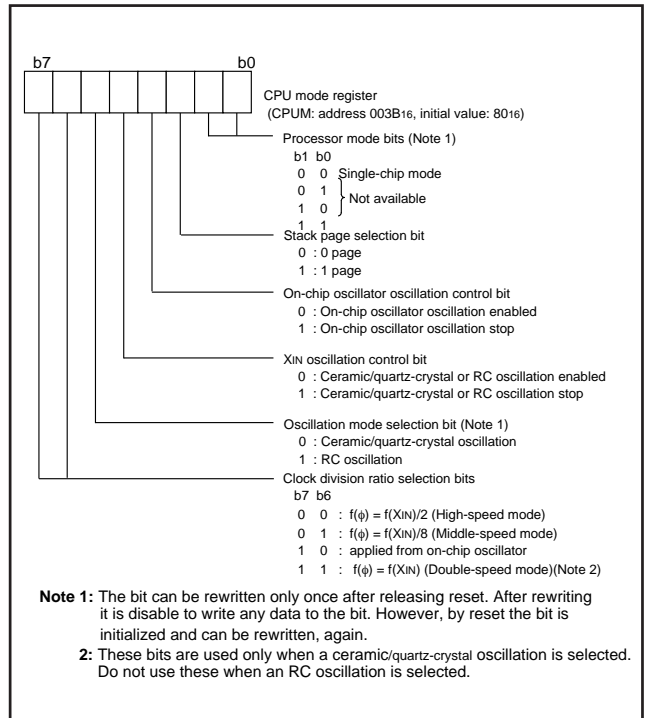 b7 b0
CPU mode register
(CPUM: address 003B16, initial value: 8016)
Processor mode bits (Note 1)
b1 b0
0 0 Single-chip mode
0 1
Not available
1 0
1 1
Stack page selection bit
0 : 0 page
1 : 1 page
On-chip oscillator oscillation control bit
0 : On-chip oscillator oscillation enabled
1 : On-chip oscillator oscillation stop
XIN oscillation control bit
0 : Ceramic/quartz-crystal or RC oscillation enabled
1 : Ceramic/quartz-crystal or RC oscillation stop
Oscillation mode selection bit (Note 1)
0 : Ceramic/quartz-crystal oscillation
1 : RC oscillation
Clock division ratio selection bits
b7 b6
0 0 : f(φ) = f(XIN)/2 (High-speed mode)
0 1 : f(φ) = f(XIN)/8 (Middle-speed mode)
1 0 : applied from on-chip oscillator
1 1 : f(φ) = f(XIN) (Double-speed mode)(Note 2)
Note 1: The bit can be rewritten only once after releasing reset. After rewriting
it is disable to write any data to the bit. However, by reset the bit is
initialized and can be rewritten, again.
2: These bits are used only when a ceramic/quartz-crystal oscillation is selected.
Do not use these when an RC oscillation is selected.